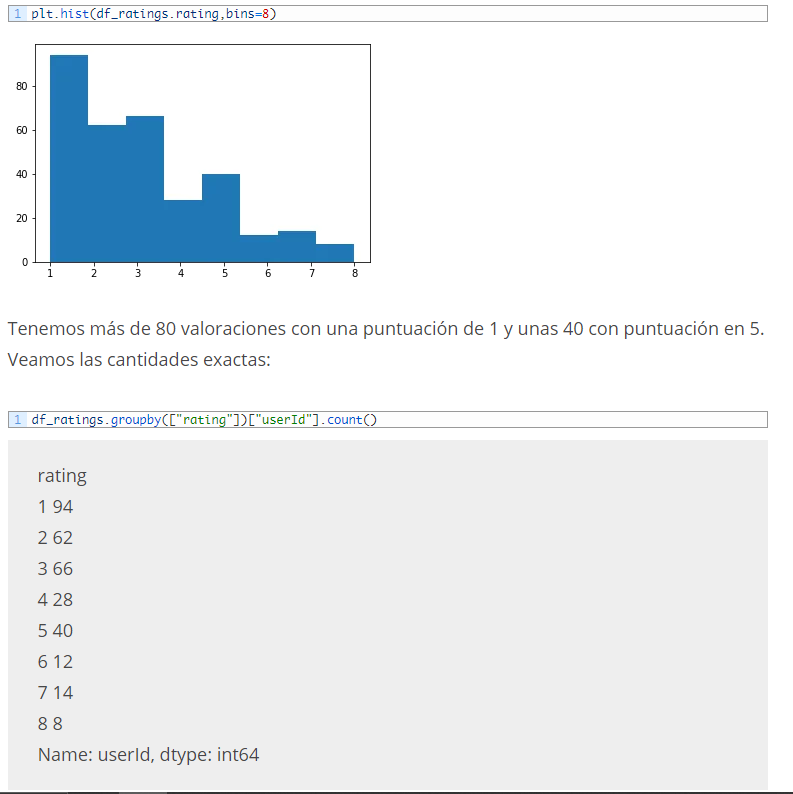 1 plt.hist(df_ratings.rating,bins=8)
80
60
40
20
0
1 2 3 4 5 6 7 8
Tenemos más de 80 valoraciones con una puntuación de 1 y unas 40 con puntuación en 5.
Veamos las cantidades exactas:
1 df_ratings.groupby(["rating"])["userId"].count()
rating
1 94
2 62
3 66
4 28
5 40
6 12
7 14
8 8
Name: userId, dtype: int64